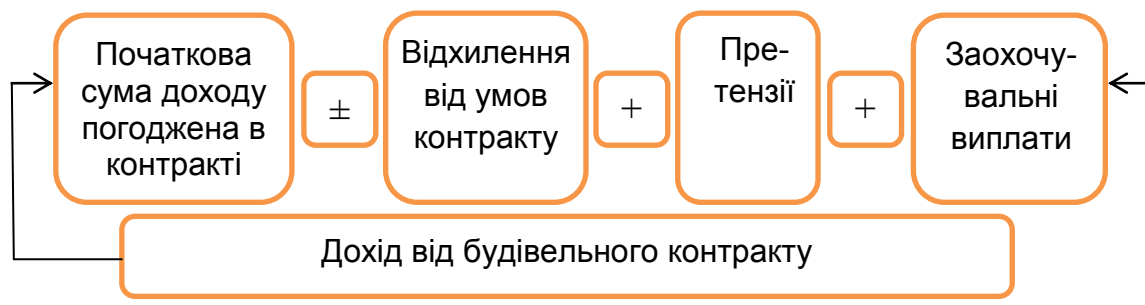 Початкова
сума доходу
погоджена в
контракті
±
Відхилення
від умов
контракту
+
Пре-
тензії
+
Заохочу-
вальні
виплати
Дохід від будівельного контракту